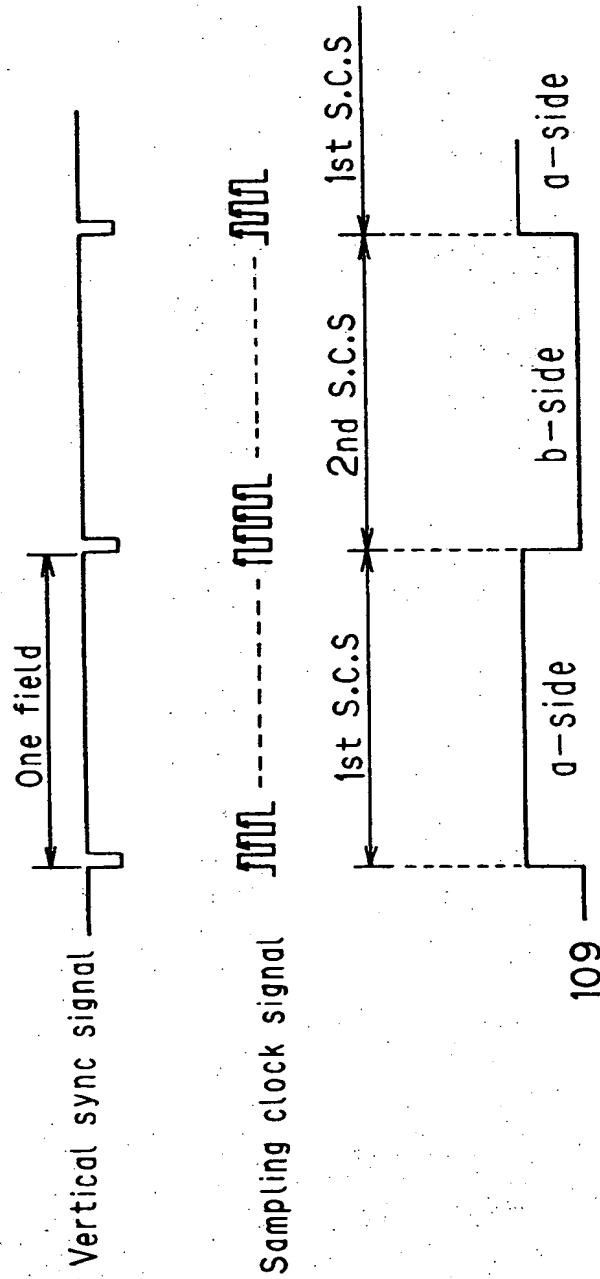 Vertical sync signal
One field
Sampling clock signal
1st s.c.s
2nd s.c.s
1st s.c.s
109
a-side
b-side
a-side